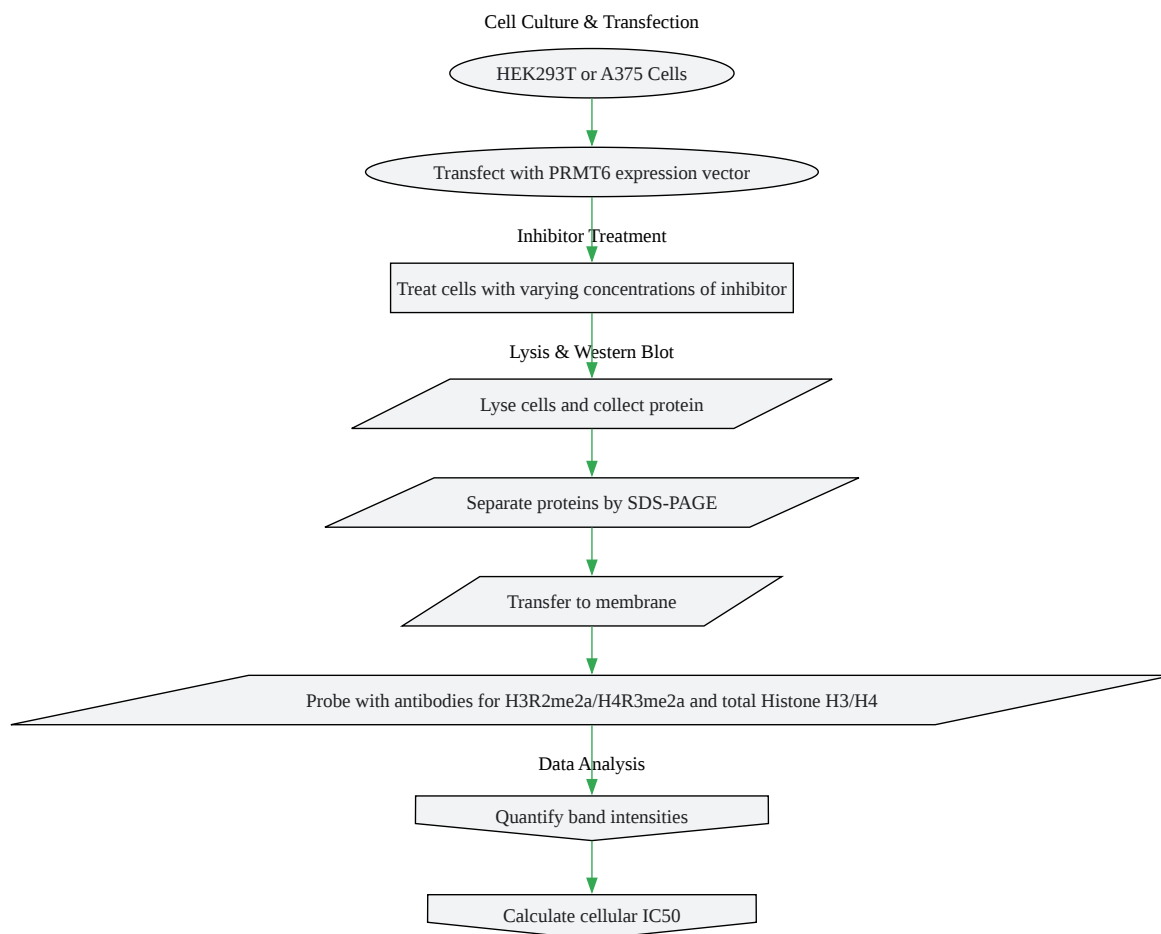 Cell Culture & Transfection
HEK293T or A375 Cells
Transfect with PRMT6 expression vector
Inhibitor Treatment
Treat cells with varying concentrations of inhibitor
Lysis & Western Blot
Lyse cells and collect protein
Separate proteins by SDS-PAGE
Transfer to membrane
Probe with antibodies for H3R2me2a/H4R3me2a and total Histone H3/H4
Data Analysis
Quantify band intensities
Calculate cellular IC50